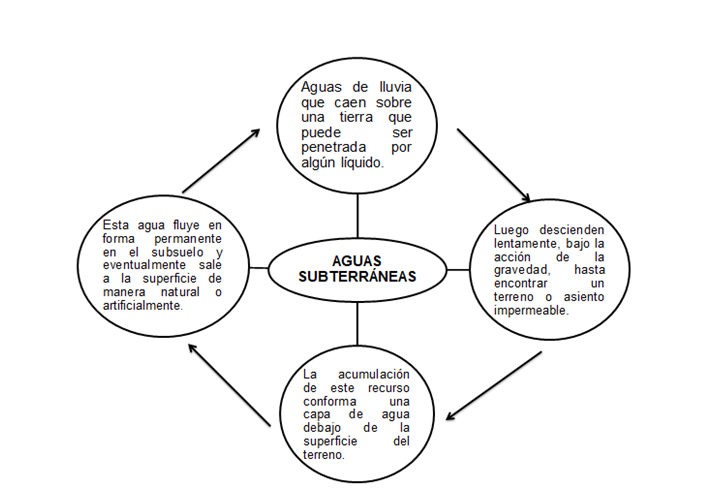 Aguas de lluvia
que caen sobre
una tierra que
puede ser
penetrada por
algún líquido.
Luego descienden
lentamente, bajo la
acción de la
gravedad, hasta
encontrar un
terreno o asiento
impermeable.
La acumulación
de este recurso
conforma una
capa de agua
debajo de la
superficie del
terreno.
Esta agua fluye en
forma permanente
en el subsuelo y
eventualmente sale
a la superficie de
manera natural o
artificialmente.
AGUAS
SUBTERRÁNEAS